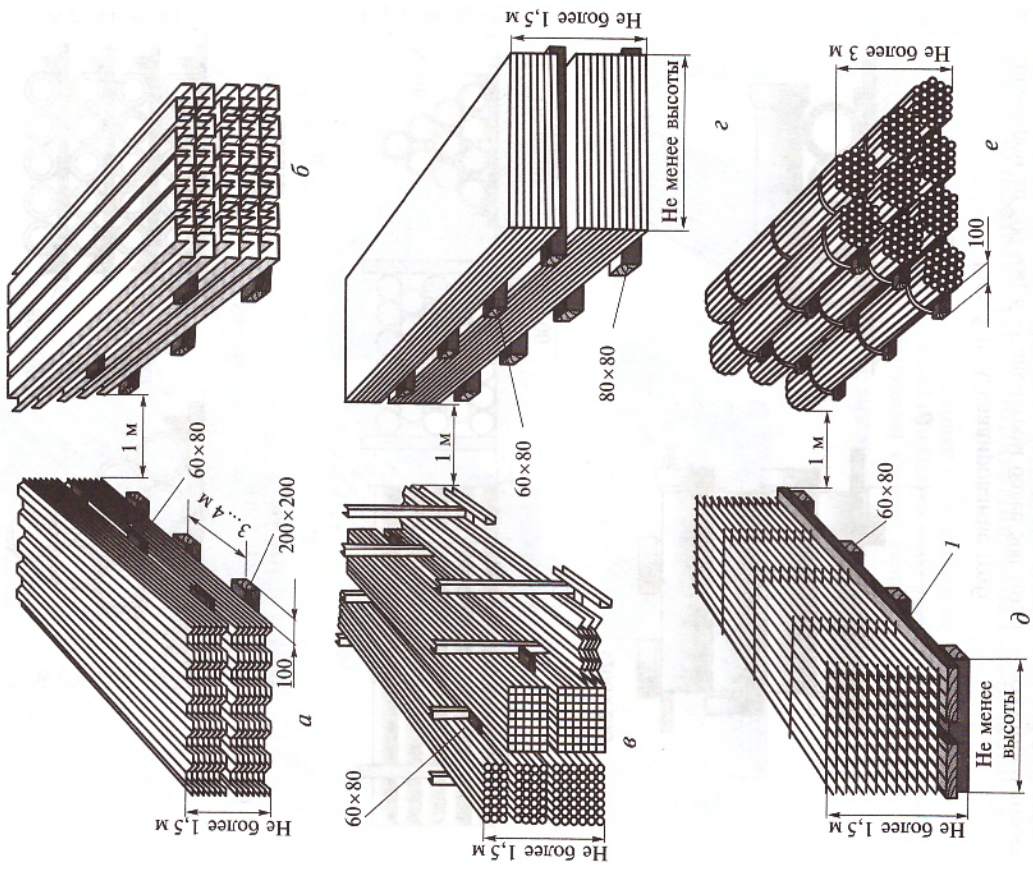 Не более 1,5 м
100
200×200
3...4 м
60×80
1 м
а
б
60×80
Не более 1,5 м
в
1 м
60×80
80×80
Не менее высоты
Не более 1,5 м
г
Не более 1,5 м
Не менее
высоты
1
60×80
1 м
д
100
Не более 3 м
е